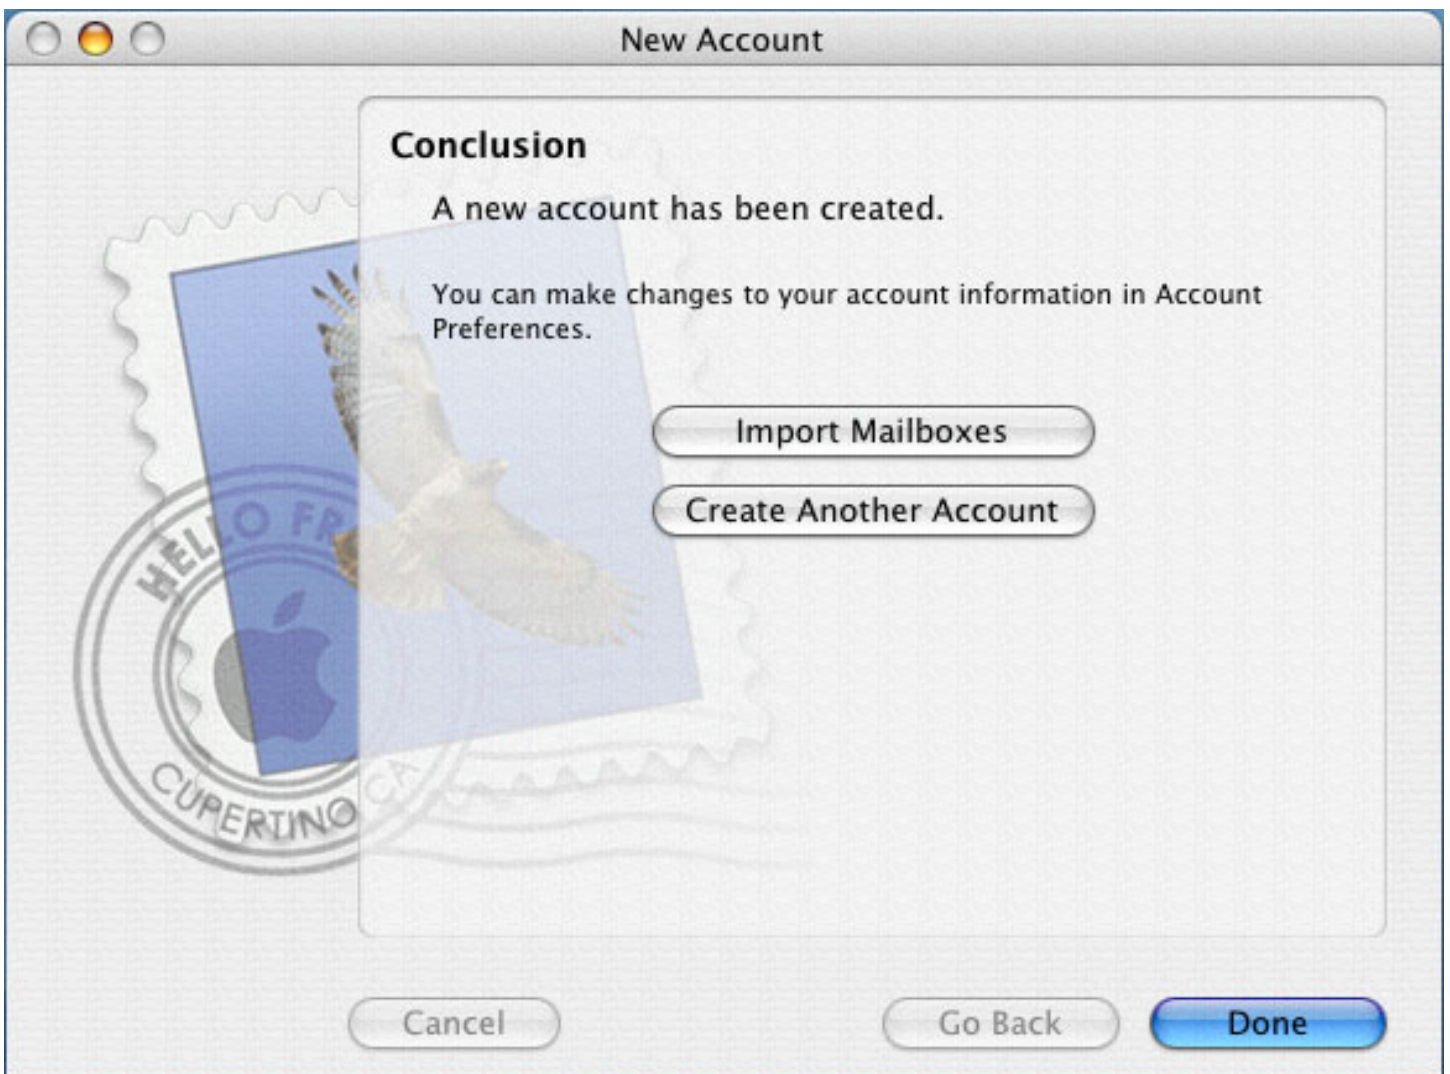 New Account
Conclusion
A new account has been created.
You can make changes to your account information in Account
Preferences.
Import Mailboxes
Create Another Account
HELLO FR
CUPERTINO CA
Cancel
Go Back
Done